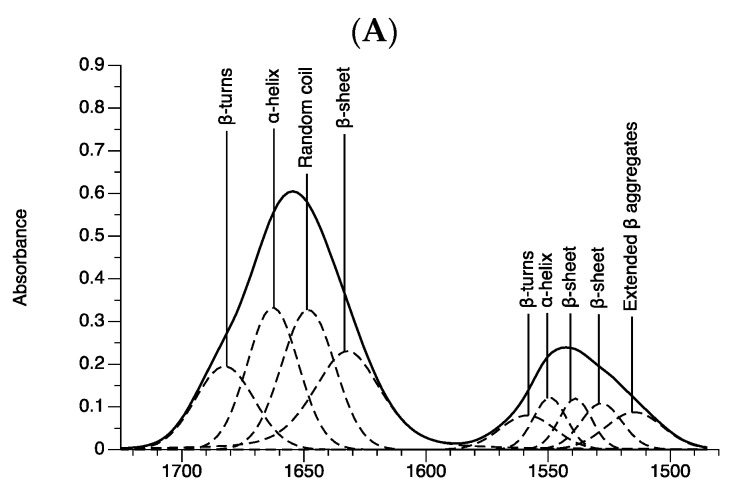 (A)
Absorbance
0.9
0.8
0.7
0.6
0.5
0.4
0.3
0.2
0.1
0
β-turns
α-helix
Random coil
β-sheet
β-turns
α-helix
β-sheet
β-sheet
Extended β aggregates
1700
1650
1600
1550
1500